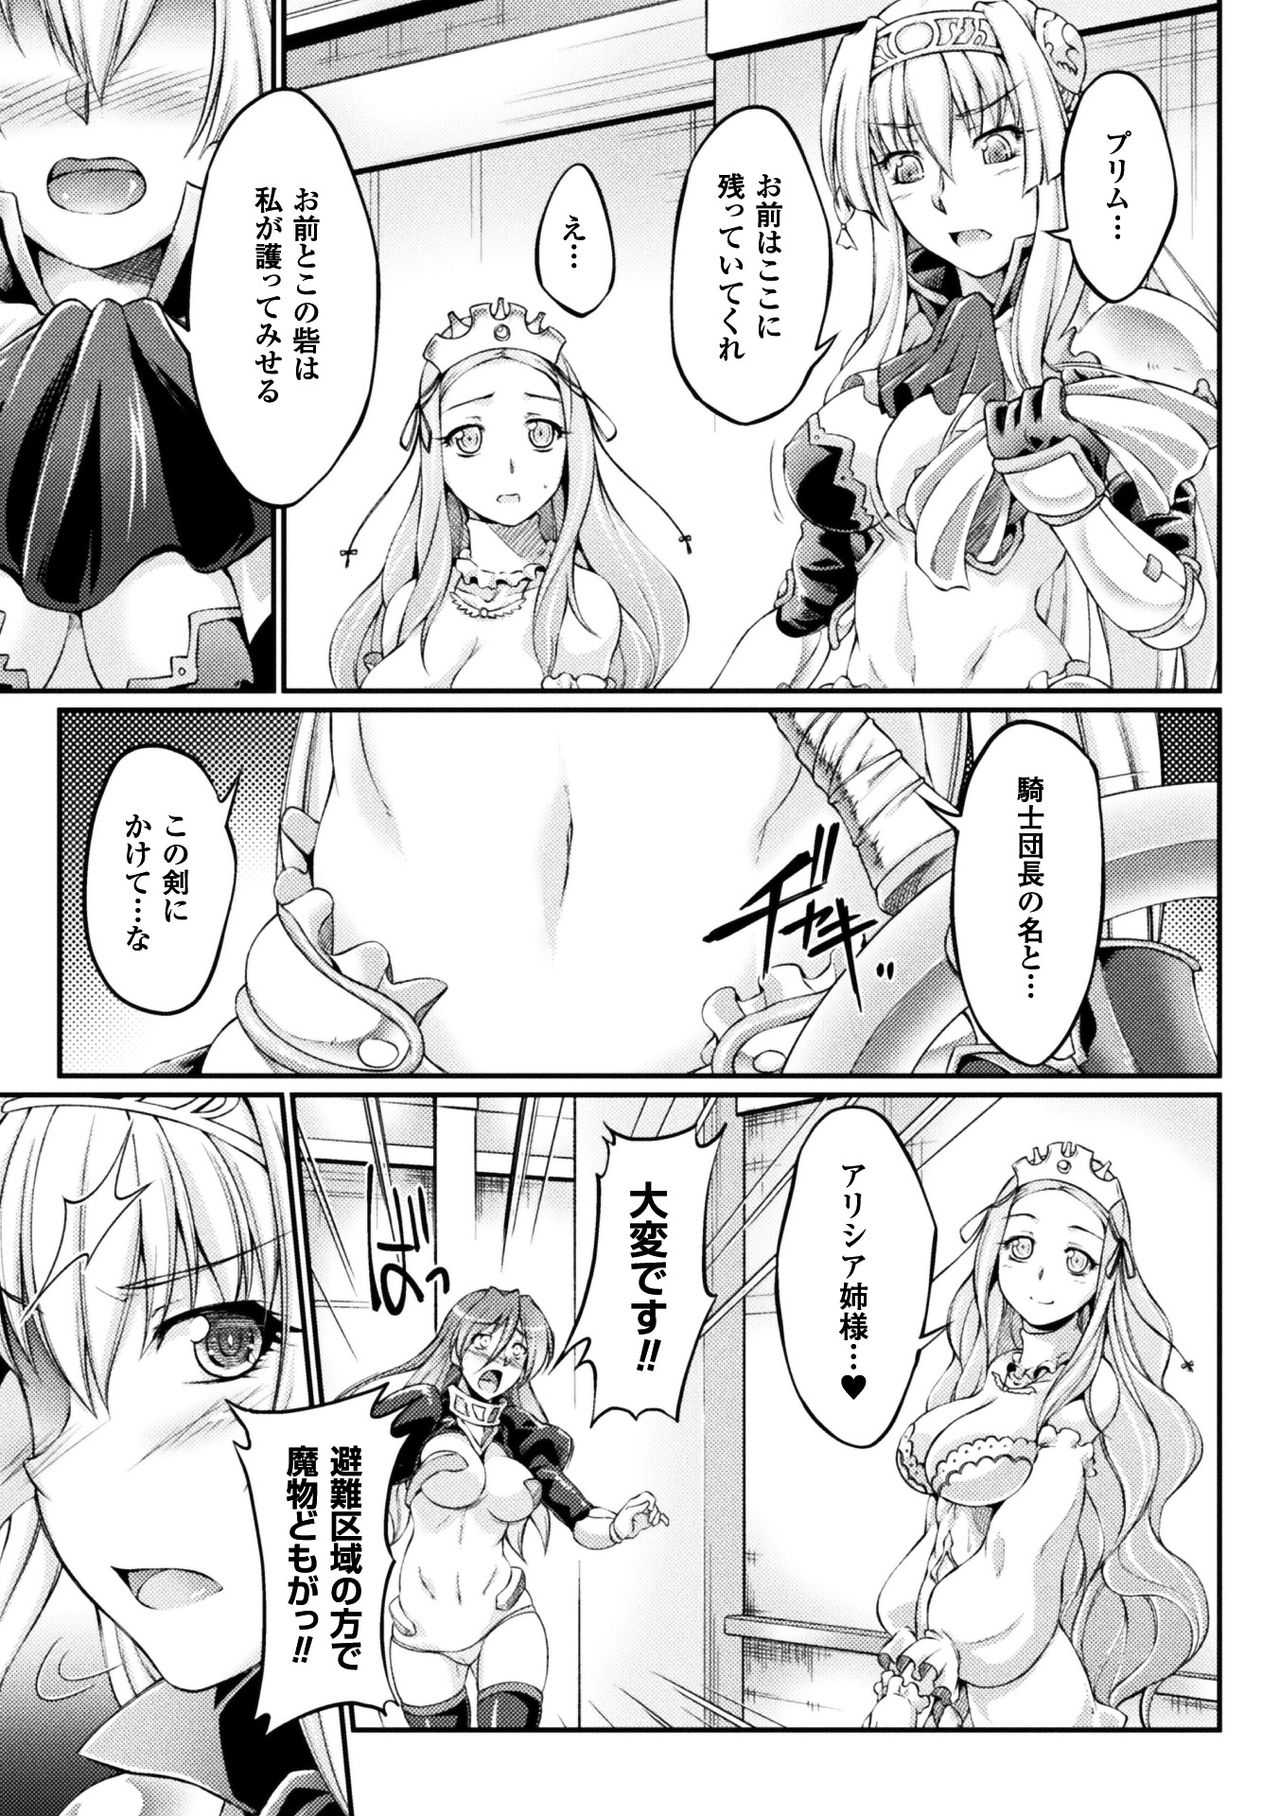 プリム…
お前はここに
残っていてくれ
え…
お前とこの砦は
私が護ってみせる
騎士団長の名と…
ギャキ〃
この剣に
かけて…な
アリシア姉様…♥
大変です!!
ばっ
避難区域の方で
魔物どもがっ!!